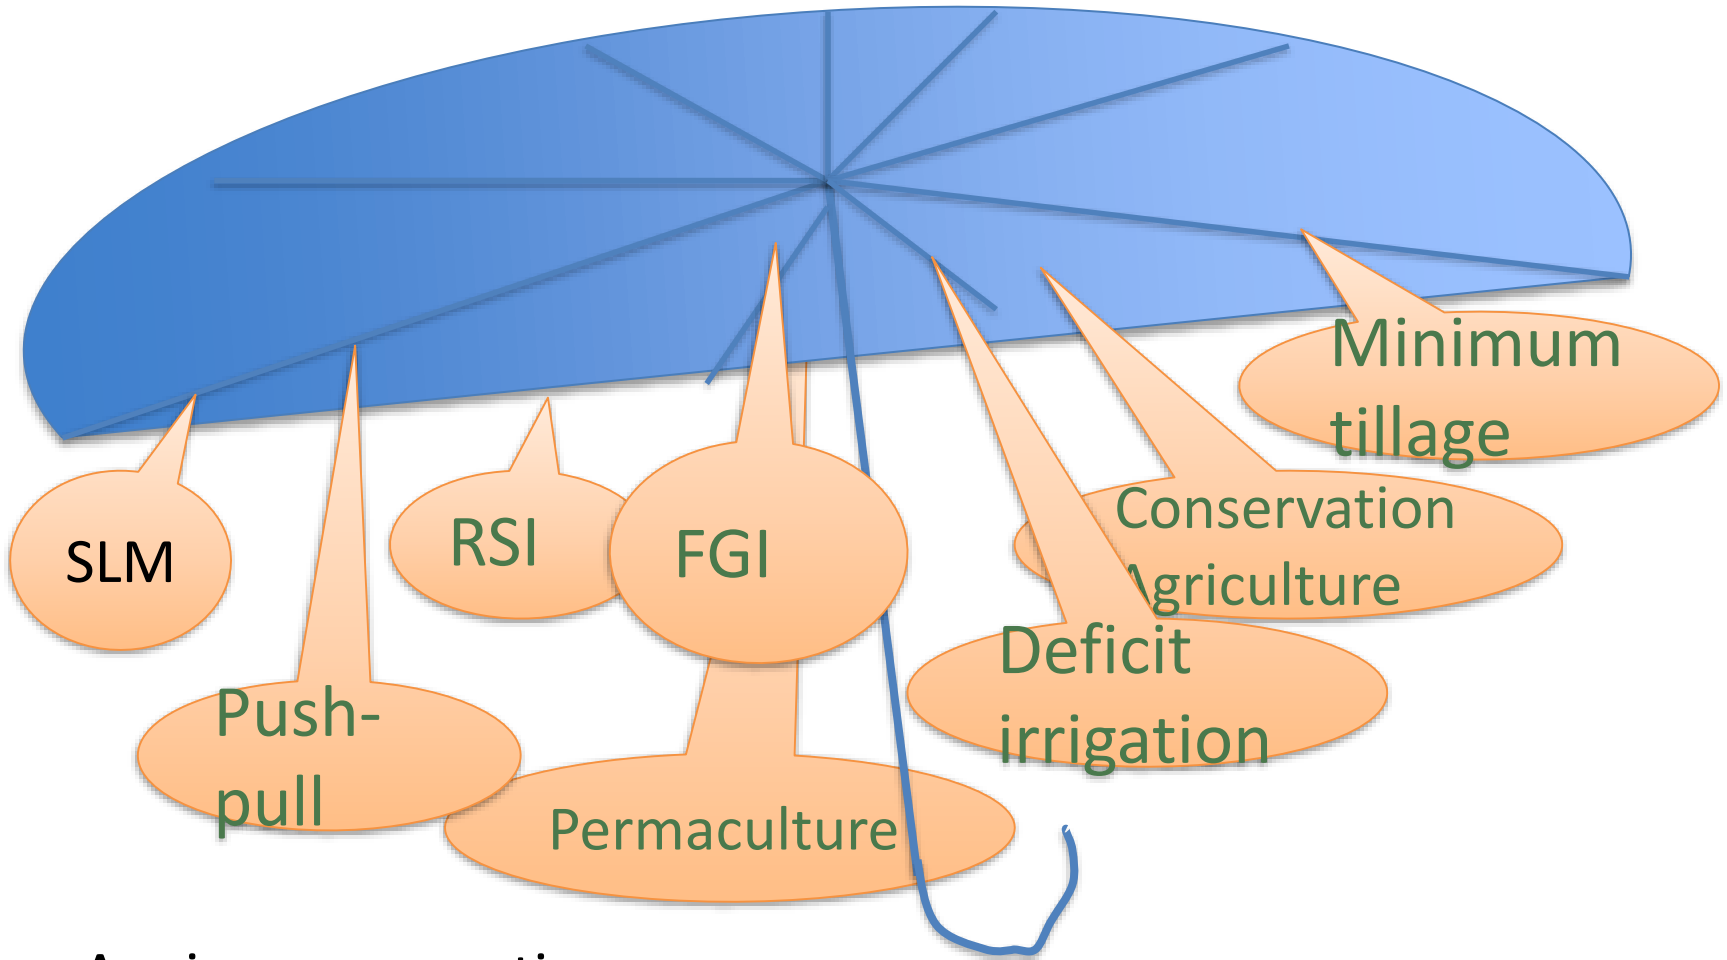 Minimum
tillage
Conservation
Agriculture
SLM
RSI
FGI
Deficit
irrigation
Push-
pull
Permaculture